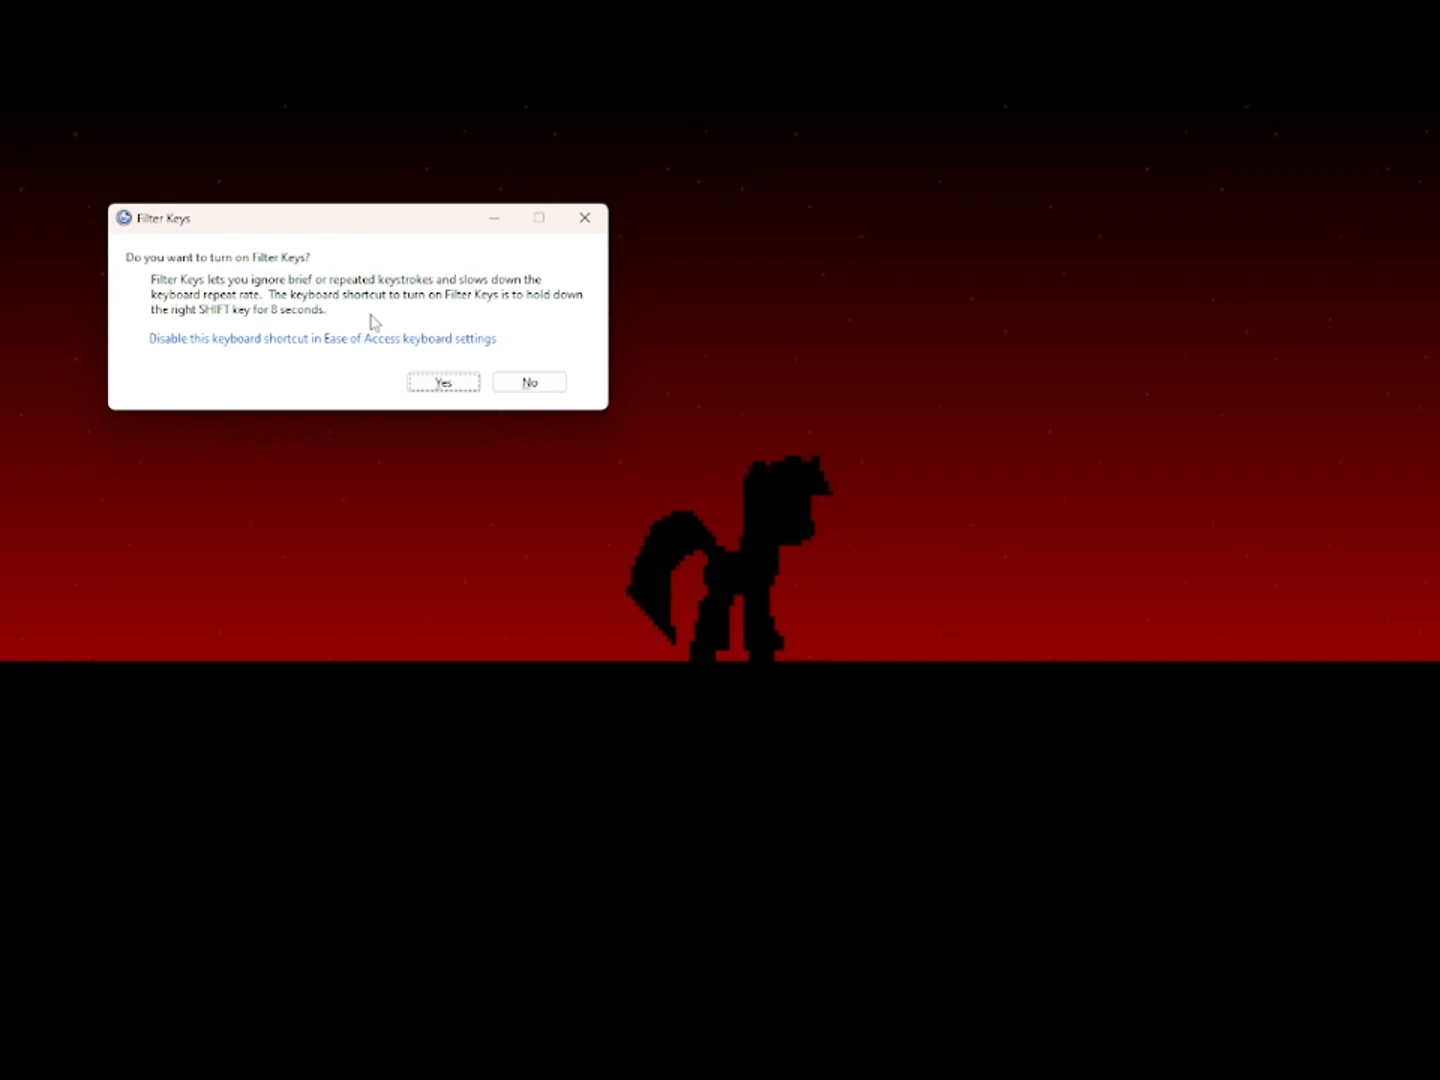 Filter Keys
Do you want to turn on Filter Keys?
Filter Keys lets you ignore brief or repeated keystrokes and slows down the
keyboard repeat rate.  The keyboard shortcut to turn on Filter Keys is to hold down
the right SHIFT key for 8 seconds.
Disable this keyboard shortcut in Ease of Access keyboard settings
Yes No